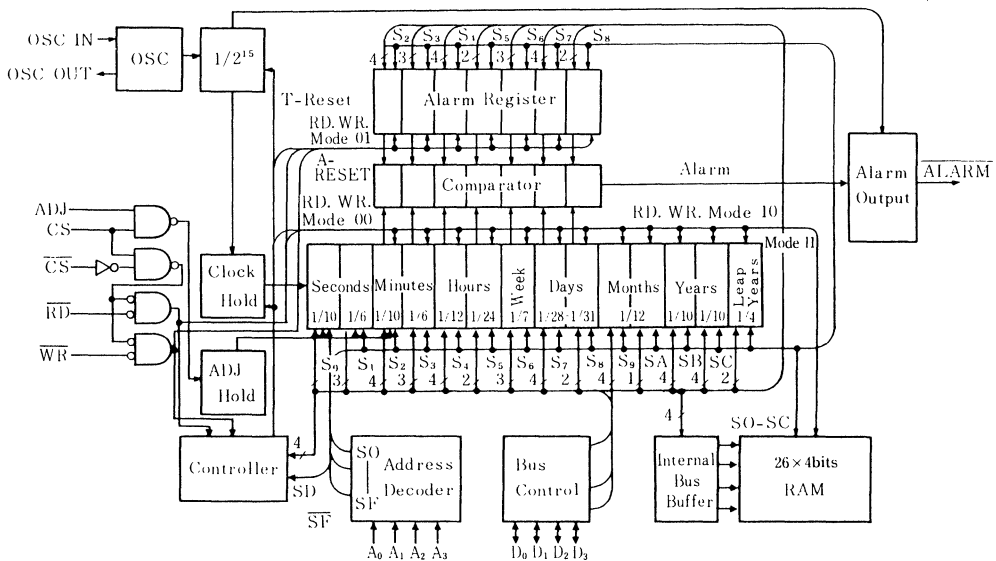 OSC IN
OSC OUT
OSC
1/2¹⁵
T-Reset
S₂ S₃ S₄ S₅ S₆ S₇ S₈
4 3 4 2 3 4 2
Alarm Register
RD. WR.
Mode 01
A-
RESET
Comparator
Alarm
Alarm
Output
ALARM
RD. WR.
Mode 00
RD. WR. Mode 10
Mode 11
ADJ
CS
CS
RD
WR
Clock
Hold
ADJ
Hold
Seconds Minutes Hours Week Days Months Years Leap Years
1/10 1/6 1/10 1/6 1/12 1/24 1/7 1/28-1/31 1/12 1/10 1/10 1/4
S₀ S₁ S₂ S₃ S₄ S₅ S₆ S₇ S₈ S₉ SA SB SC
3 4 3 4 2 3 4 2 4 1 4 4 2
4
SO-SC
Controller
4
SD
SF
SO
SF
Address
Decoder
Bus
Control
Internal
Bus
Buffer
26×4bits
RAM
A₀ A₁ A₂ A₃
D₀ D₁ D₂ D₃